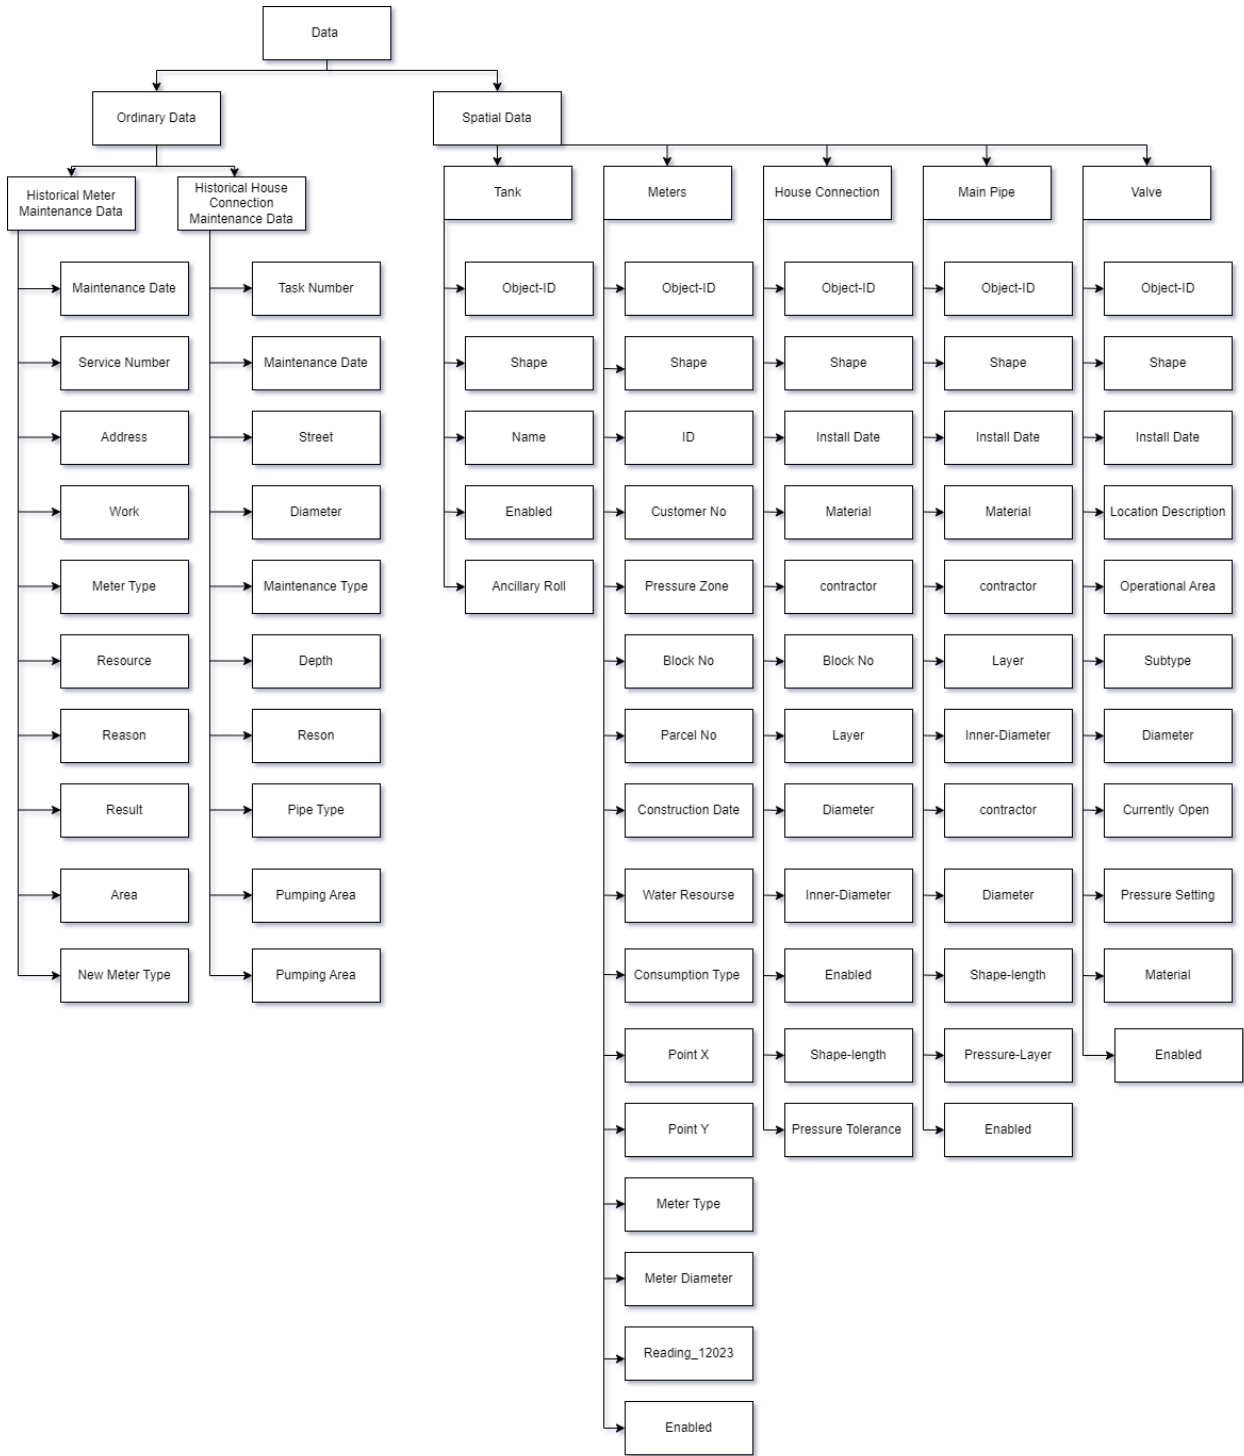 Data
Ordinary Data
Spatial Data
Historical Meter
Maintenance Data
Historical House
Connection
Maintenance Data
Tank
Meters
House Connection
Main Pipe
Valve
Maintenance Date
Service Number
Address
Work
Meter Type
Resource
Reason
Result
Area
New Meter Type
Task Number
Maintenance Date
Street
Diameter
Maintenance Type
Depth
Reson
Pipe Type
Pumping Area
Pumping Area
Object-ID
Shape
Name
Enabled
Ancillary Roll
Object-ID
Shape
ID
Customer No
Pressure Zone
Block No
Parcel No
Construction Date
Water Resourse
Consumption Type
Point X
Point Y
Meter Type
Meter Diameter
Reading_12023
Enabled
Object-ID
Shape
Install Date
Material
contractor
Block No
Layer
Diameter
Inner-Diameter
Enabled
Shape-length
Pressure Tolerance
Object-ID
Shape
Install Date
Material
contractor
Layer
Inner-Diameter
contractor
Diameter
Shape-length
Pressure-Layer
Enabled
Object-ID
Shape
Install Date
Location Description
Operational Area
Subtype
Diameter
Currently Open
Pressure Setting
Material
Enabled